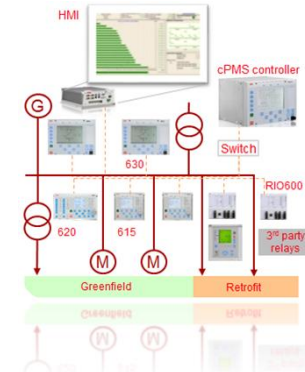 HMI
cPMS controller
G
630
Switch
RIO600
620
615
3rd party
relays
M
M
Greenfield
Retrofit